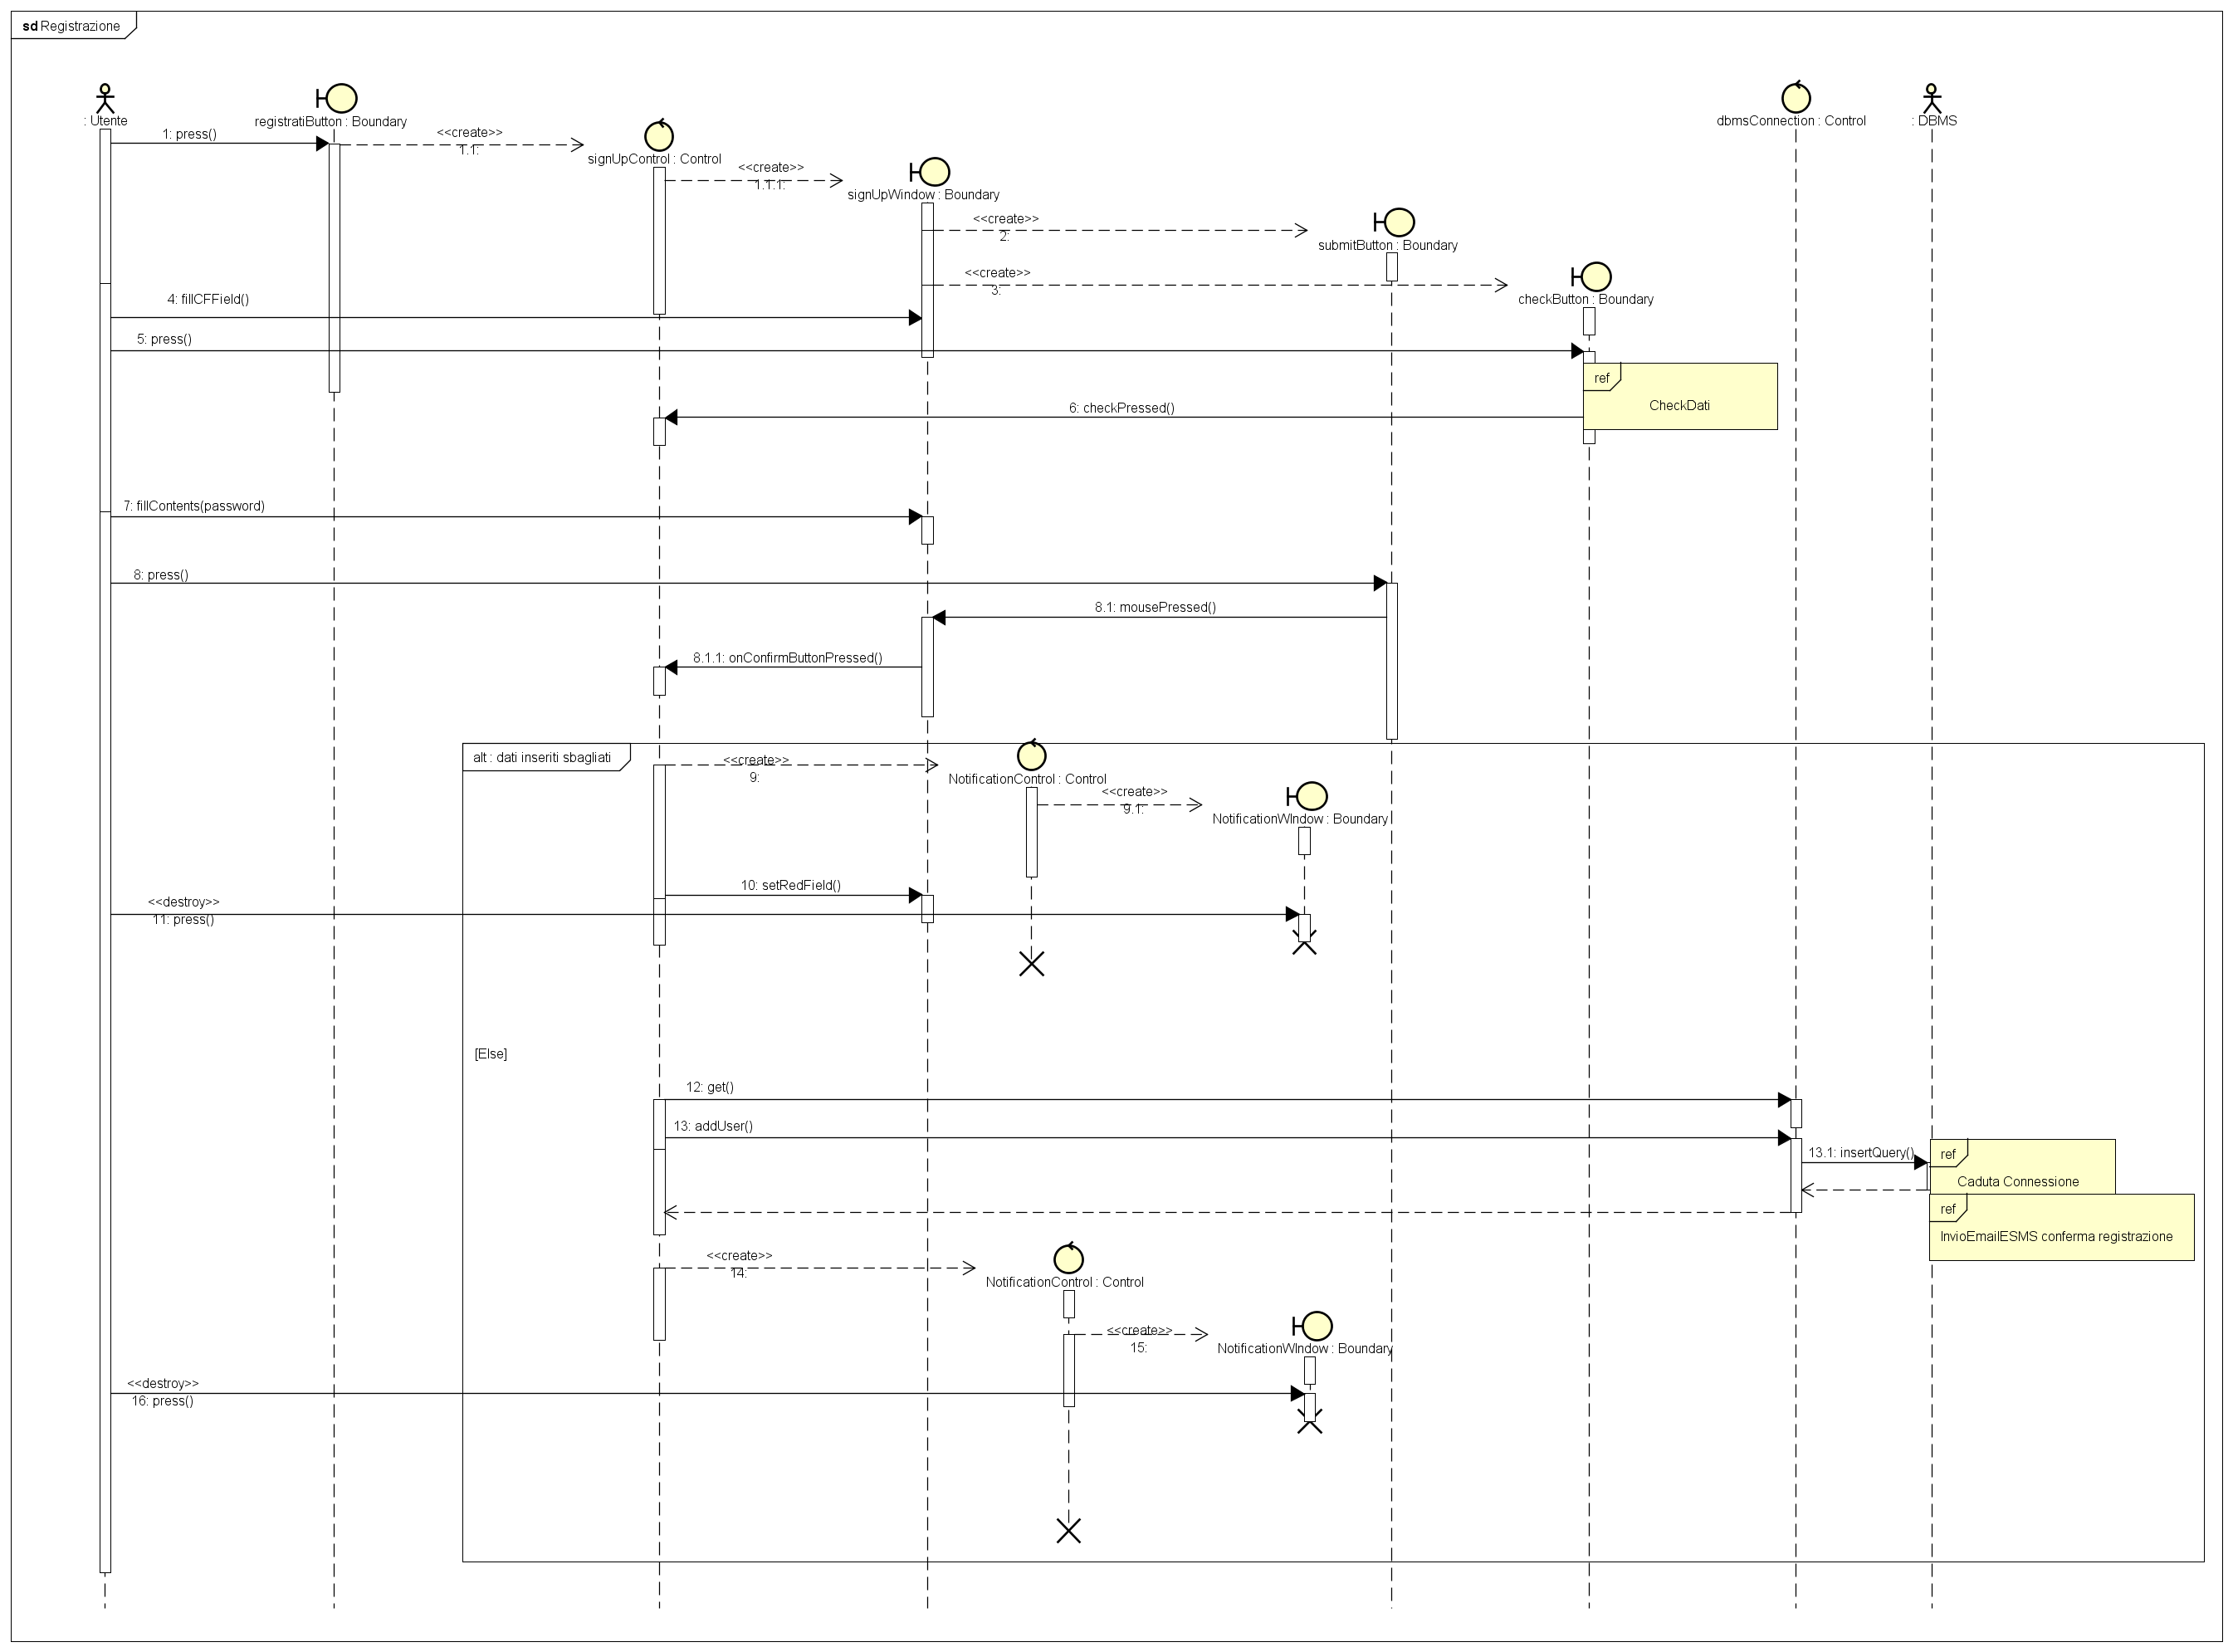 sd Registrazione
: Utente
registratiButton : Boundary
dbmsConnection : Control
: DBMS
1: press()
<<create>>
1.1:
signUpControl : Control
<<create>>
1.1.1:
signUpWindow : Boundary
<<create>>
2:
submitButton : Boundary
<<create>>
3:
checkButton : Boundary
4: fillCFField()
5: press()
ref
CheckDati
6: checkPressed()
7: fillContents(password)
8: press()
8.1: mousePressed()
8.1.1: onConfirmButtonPressed()
alt : dati inseriti sbagliati
<<create>>
9:
NotificationControl : Control
<<create>>
9.1:
NotificationWIndow : Boundary
10: setRedField()
<<destroy>>
11: press()
[Else]
12: get()
13: addUser()
13.1: insertQuery()
ref
Caduta Connessione
ref
InvioEmailESMS conferma registrazione
<<create>>
14:
NotificationControl : Control
<<create>>
15:
NotificationWIndow : Boundary
<<destroy>>
16: press()